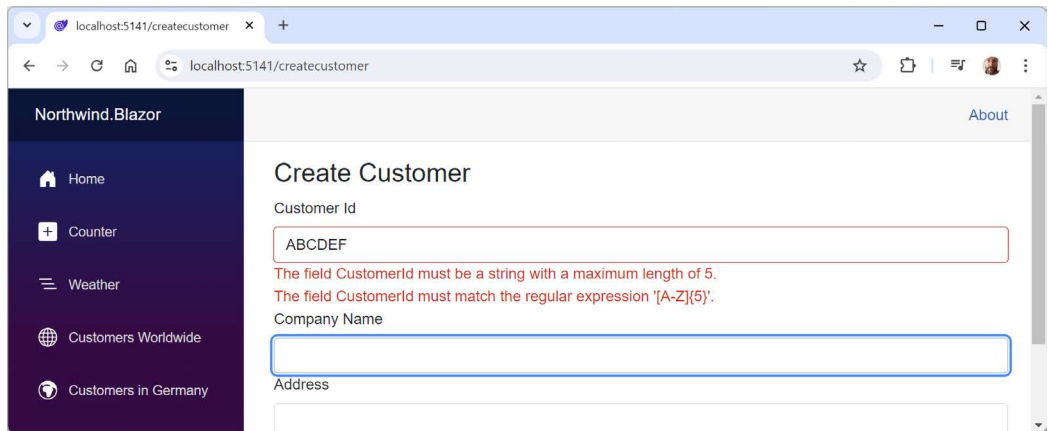 localhost:5141/createcustomer
localhost:5141/createcustomer
Northwind.Blazor
About
Home
Counter
Weather
Customers Worldwide
Customers in Germany
Create Customer
Customer Id
ABCDEF
The field CustomerId must be a string with a maximum length of 5.
The field CustomerId must match the regular expression '[A-Z]{5}'.
Company Name
Address